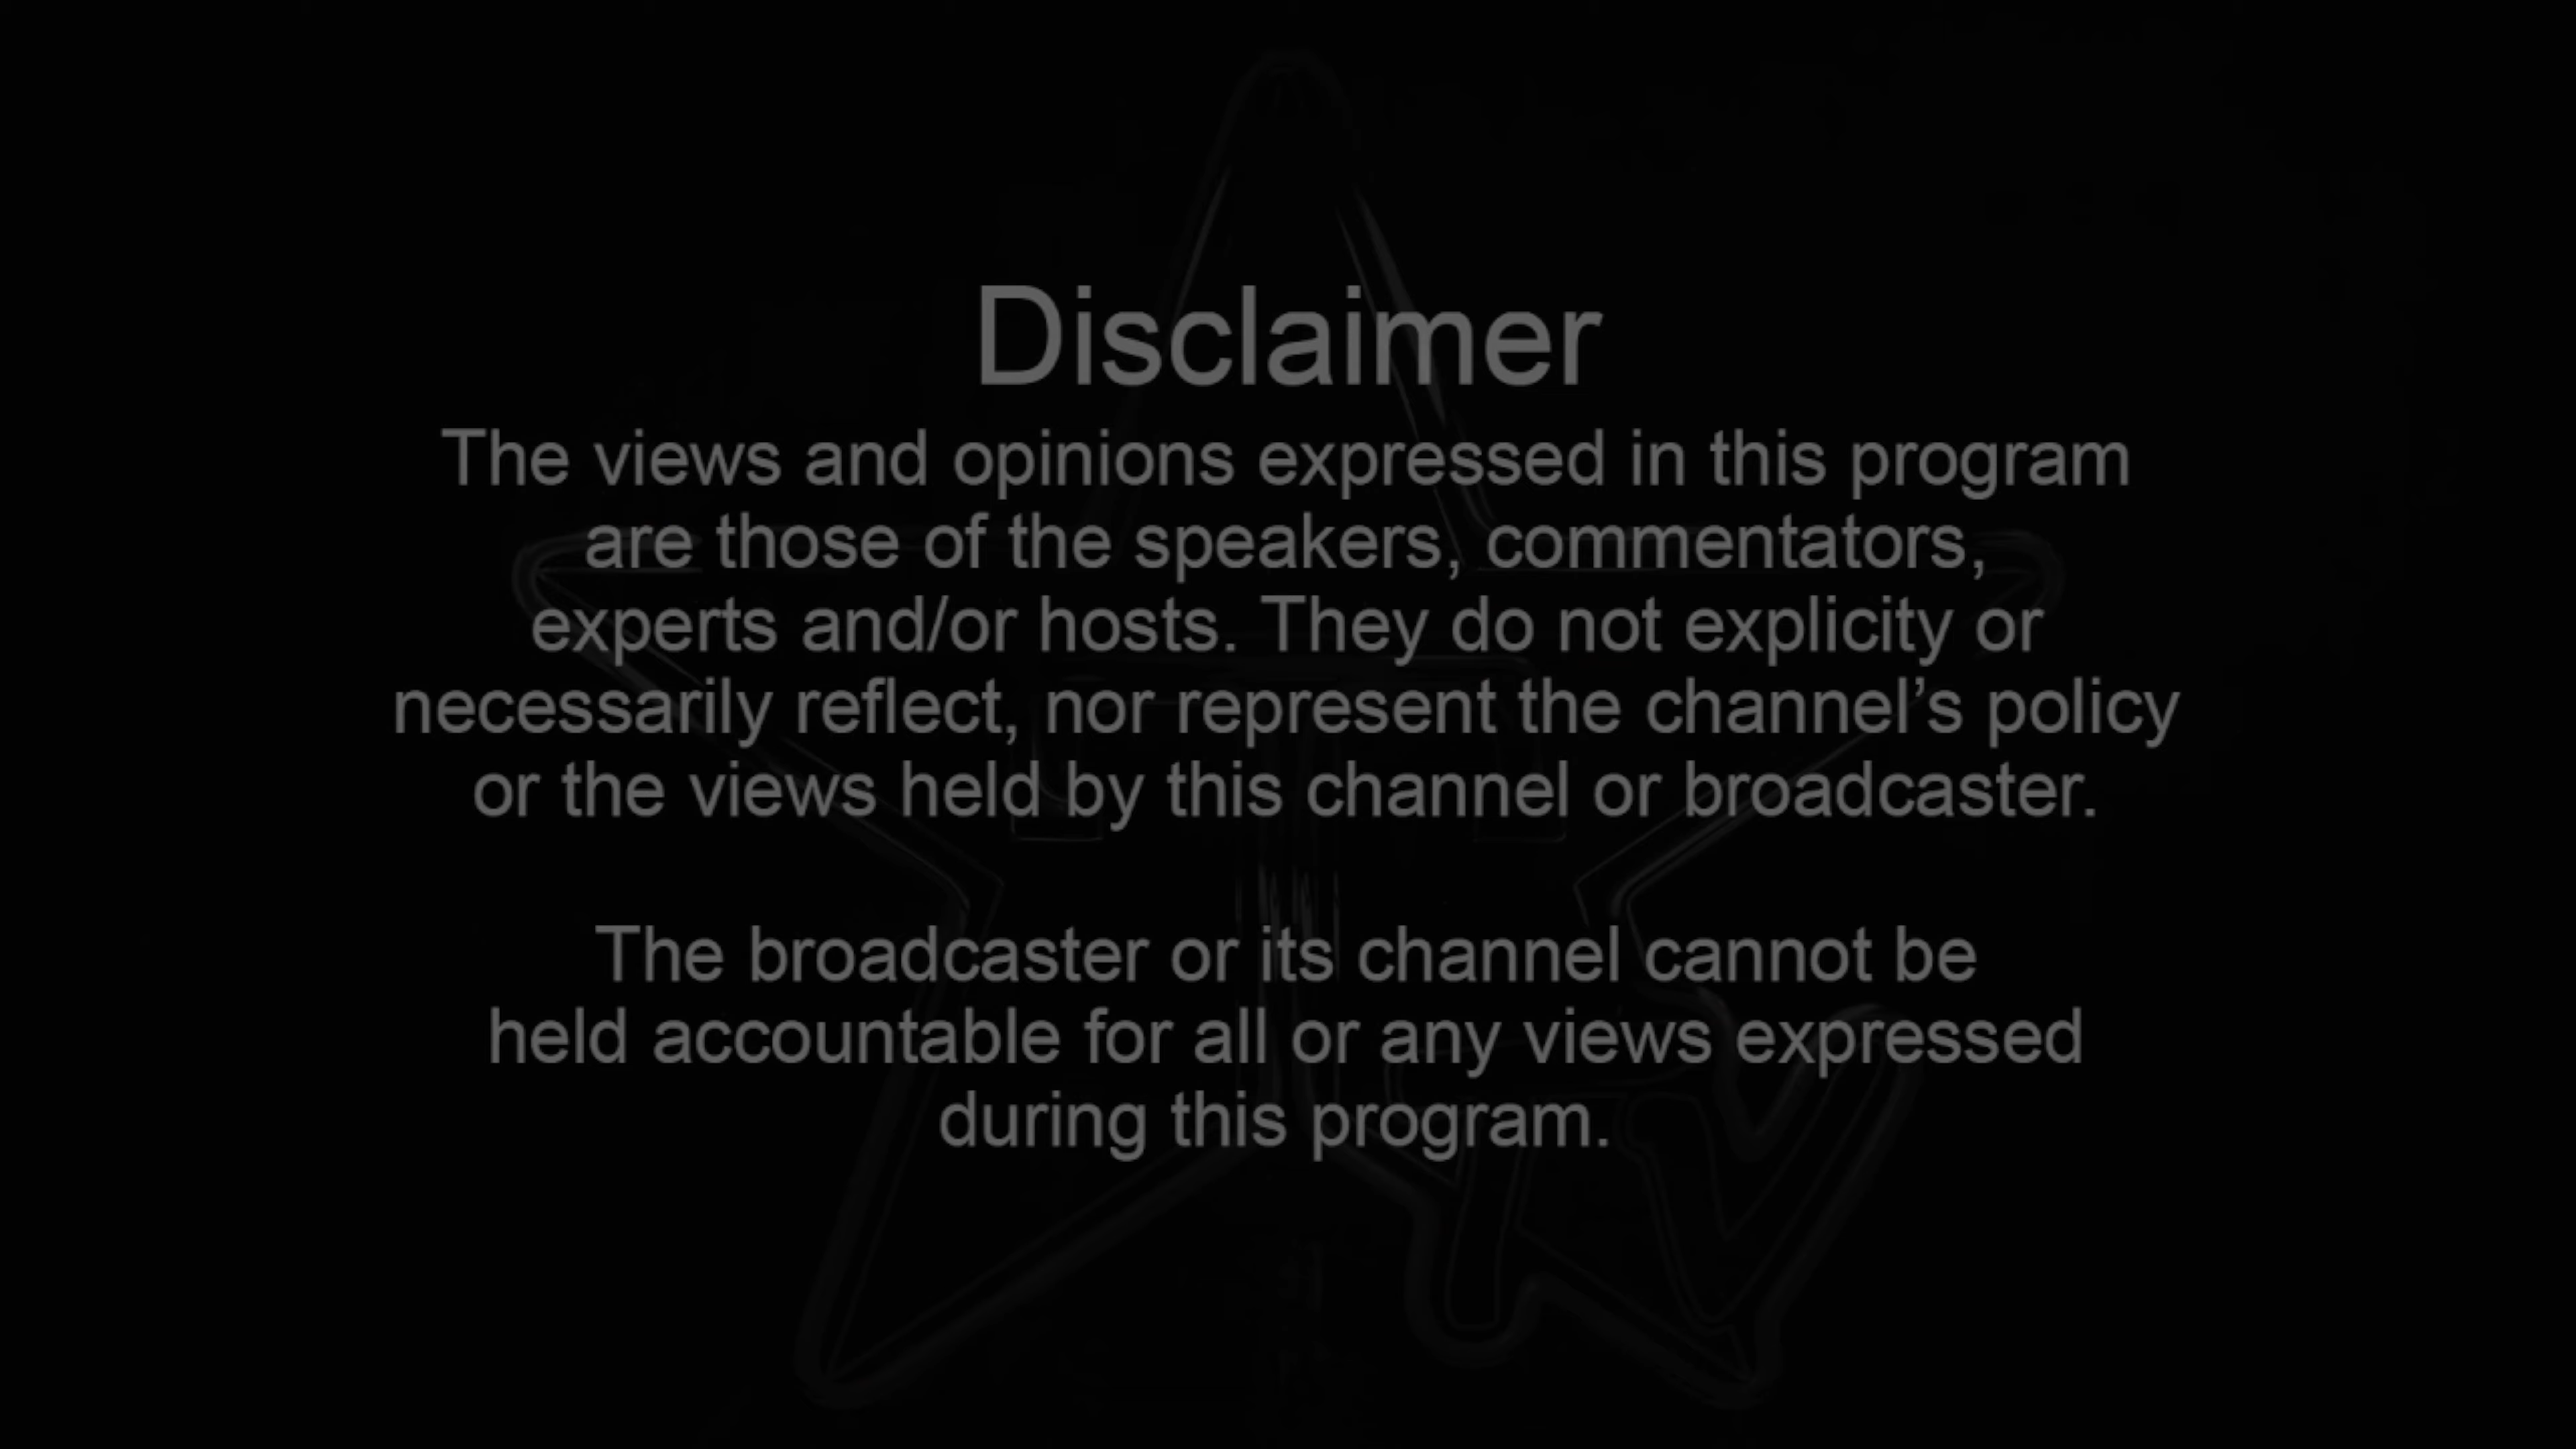 Disclaimer
The views and opinions expressed in this program
are those of the speakers, commentators,
experts and/or hosts. They do not explicity or
necessarily reflect, nor represent the channel’s policy
or the views held by this channel or broadcaster.
The broadcaster or its channel cannot be
held accountable for all or any views expressed
during this program.
TV